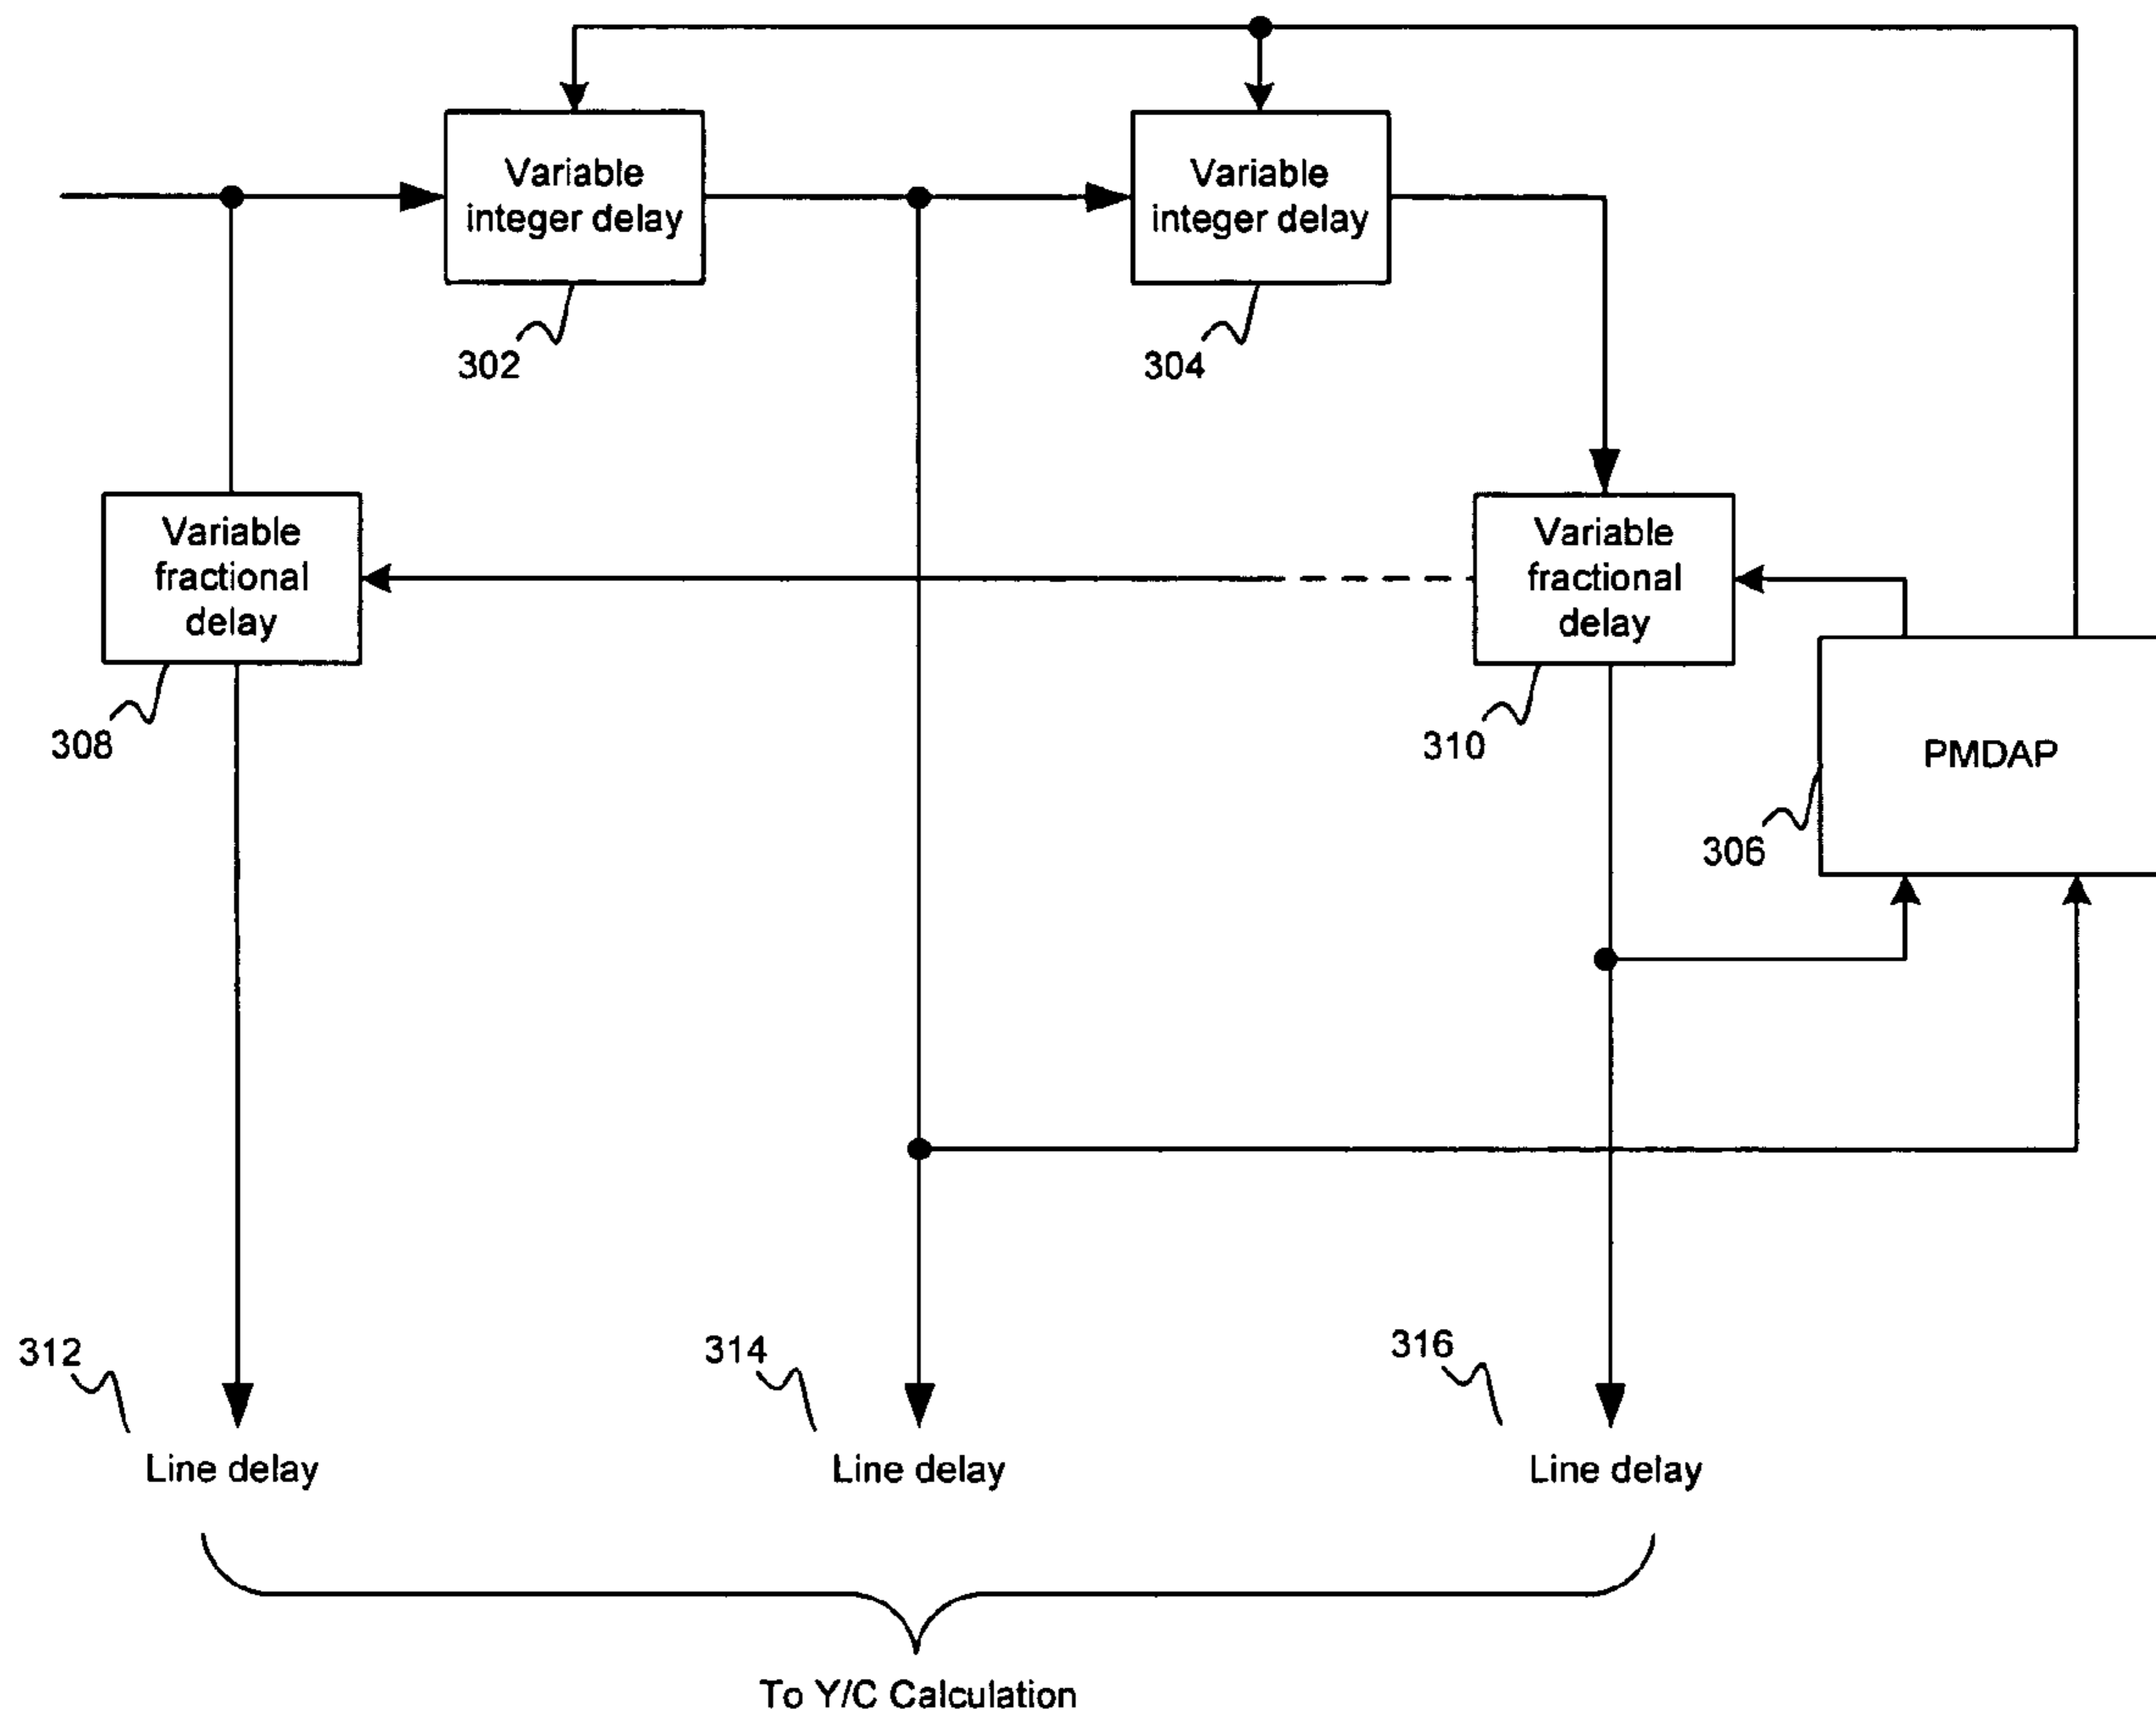 Variable
integer delay
302
Variable
integer delay
304
Variable
fractional
delay
308
Variable
fractional
delay
310
PMDAP
306
312
Line delay
314
Line delay
316
Line delay
To Y/C Calculation